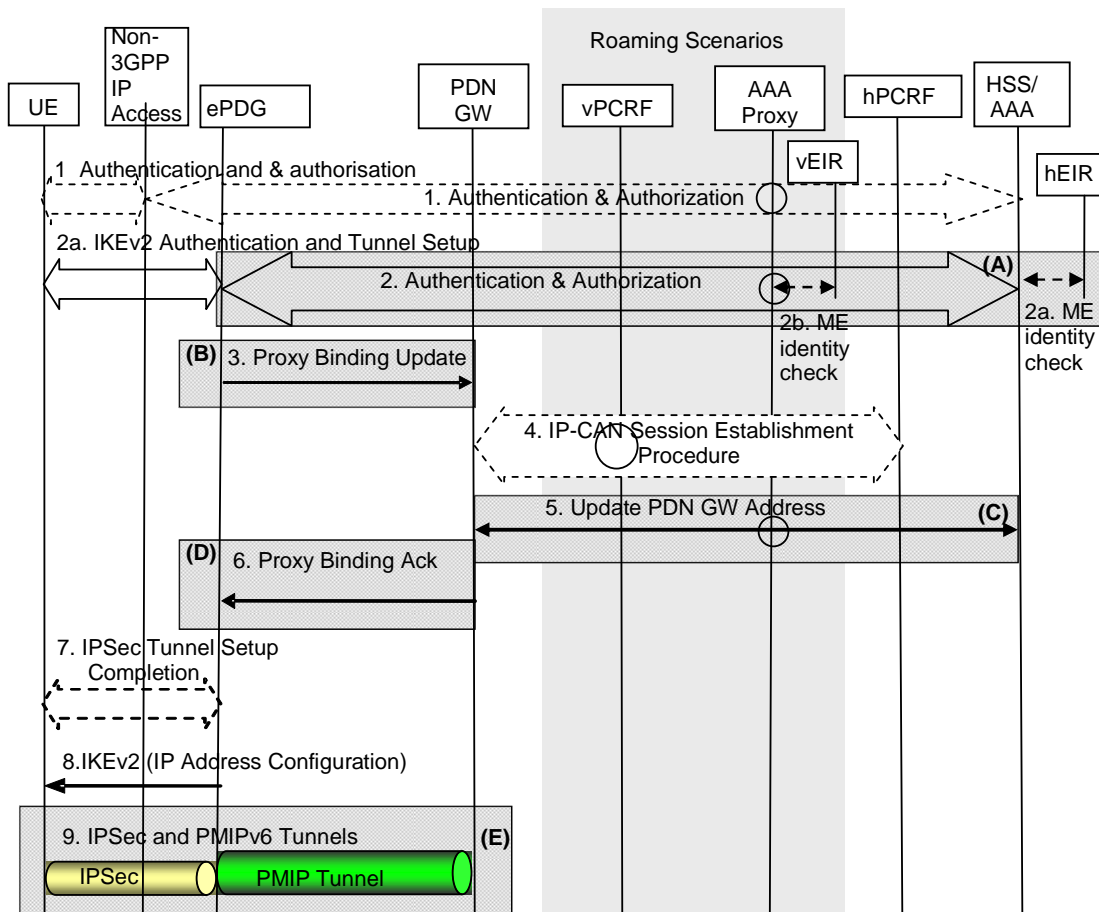 Roaming Scenarios
Non-
3GPP
IP
Access
UE
ePDG
PDN
GW
vPCRF
AAA
Proxy
hPCRF
HSS/
AAA
vEIR
hEIR
1 Authentication and & authorisation
1. Authentication & Authorization
2a. IKEv2 Authentication and Tunnel Setup
2. Authentication & Authorization
(A)
2b. ME
identity
check
2a. ME
identity
check
(B)
3. Proxy Binding Update
4. IP-CAN Session Establishment
Procedure
5. Update PDN GW Address
(C)
(D)
6. Proxy Binding Ack
7. IPSec Tunnel Setup
Completion
8.IKEv2 (IP Address Configuration)
9. IPSec and PMIPv6 Tunnels
(E)
IPSec
PMIP Tunnel